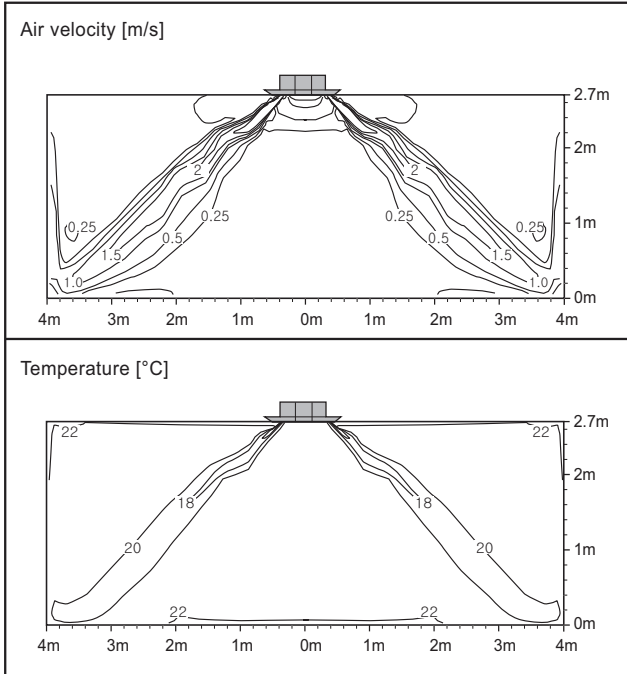 Air velocity [m/s]
2.7m
2m
2 2
0.25 0.25 0.25 0.25
1m
0.5 0.5
1.5 1.5
1.0 1.0
0m
4m 3m 2m 1m 0m 1m 2m 3m 4m
Temperature [°C]
2.7m
22 22
2m
18 18
20 20
1m
22 22
0m
4m 3m 2m 1m 0m 1m 2m 3m 4m